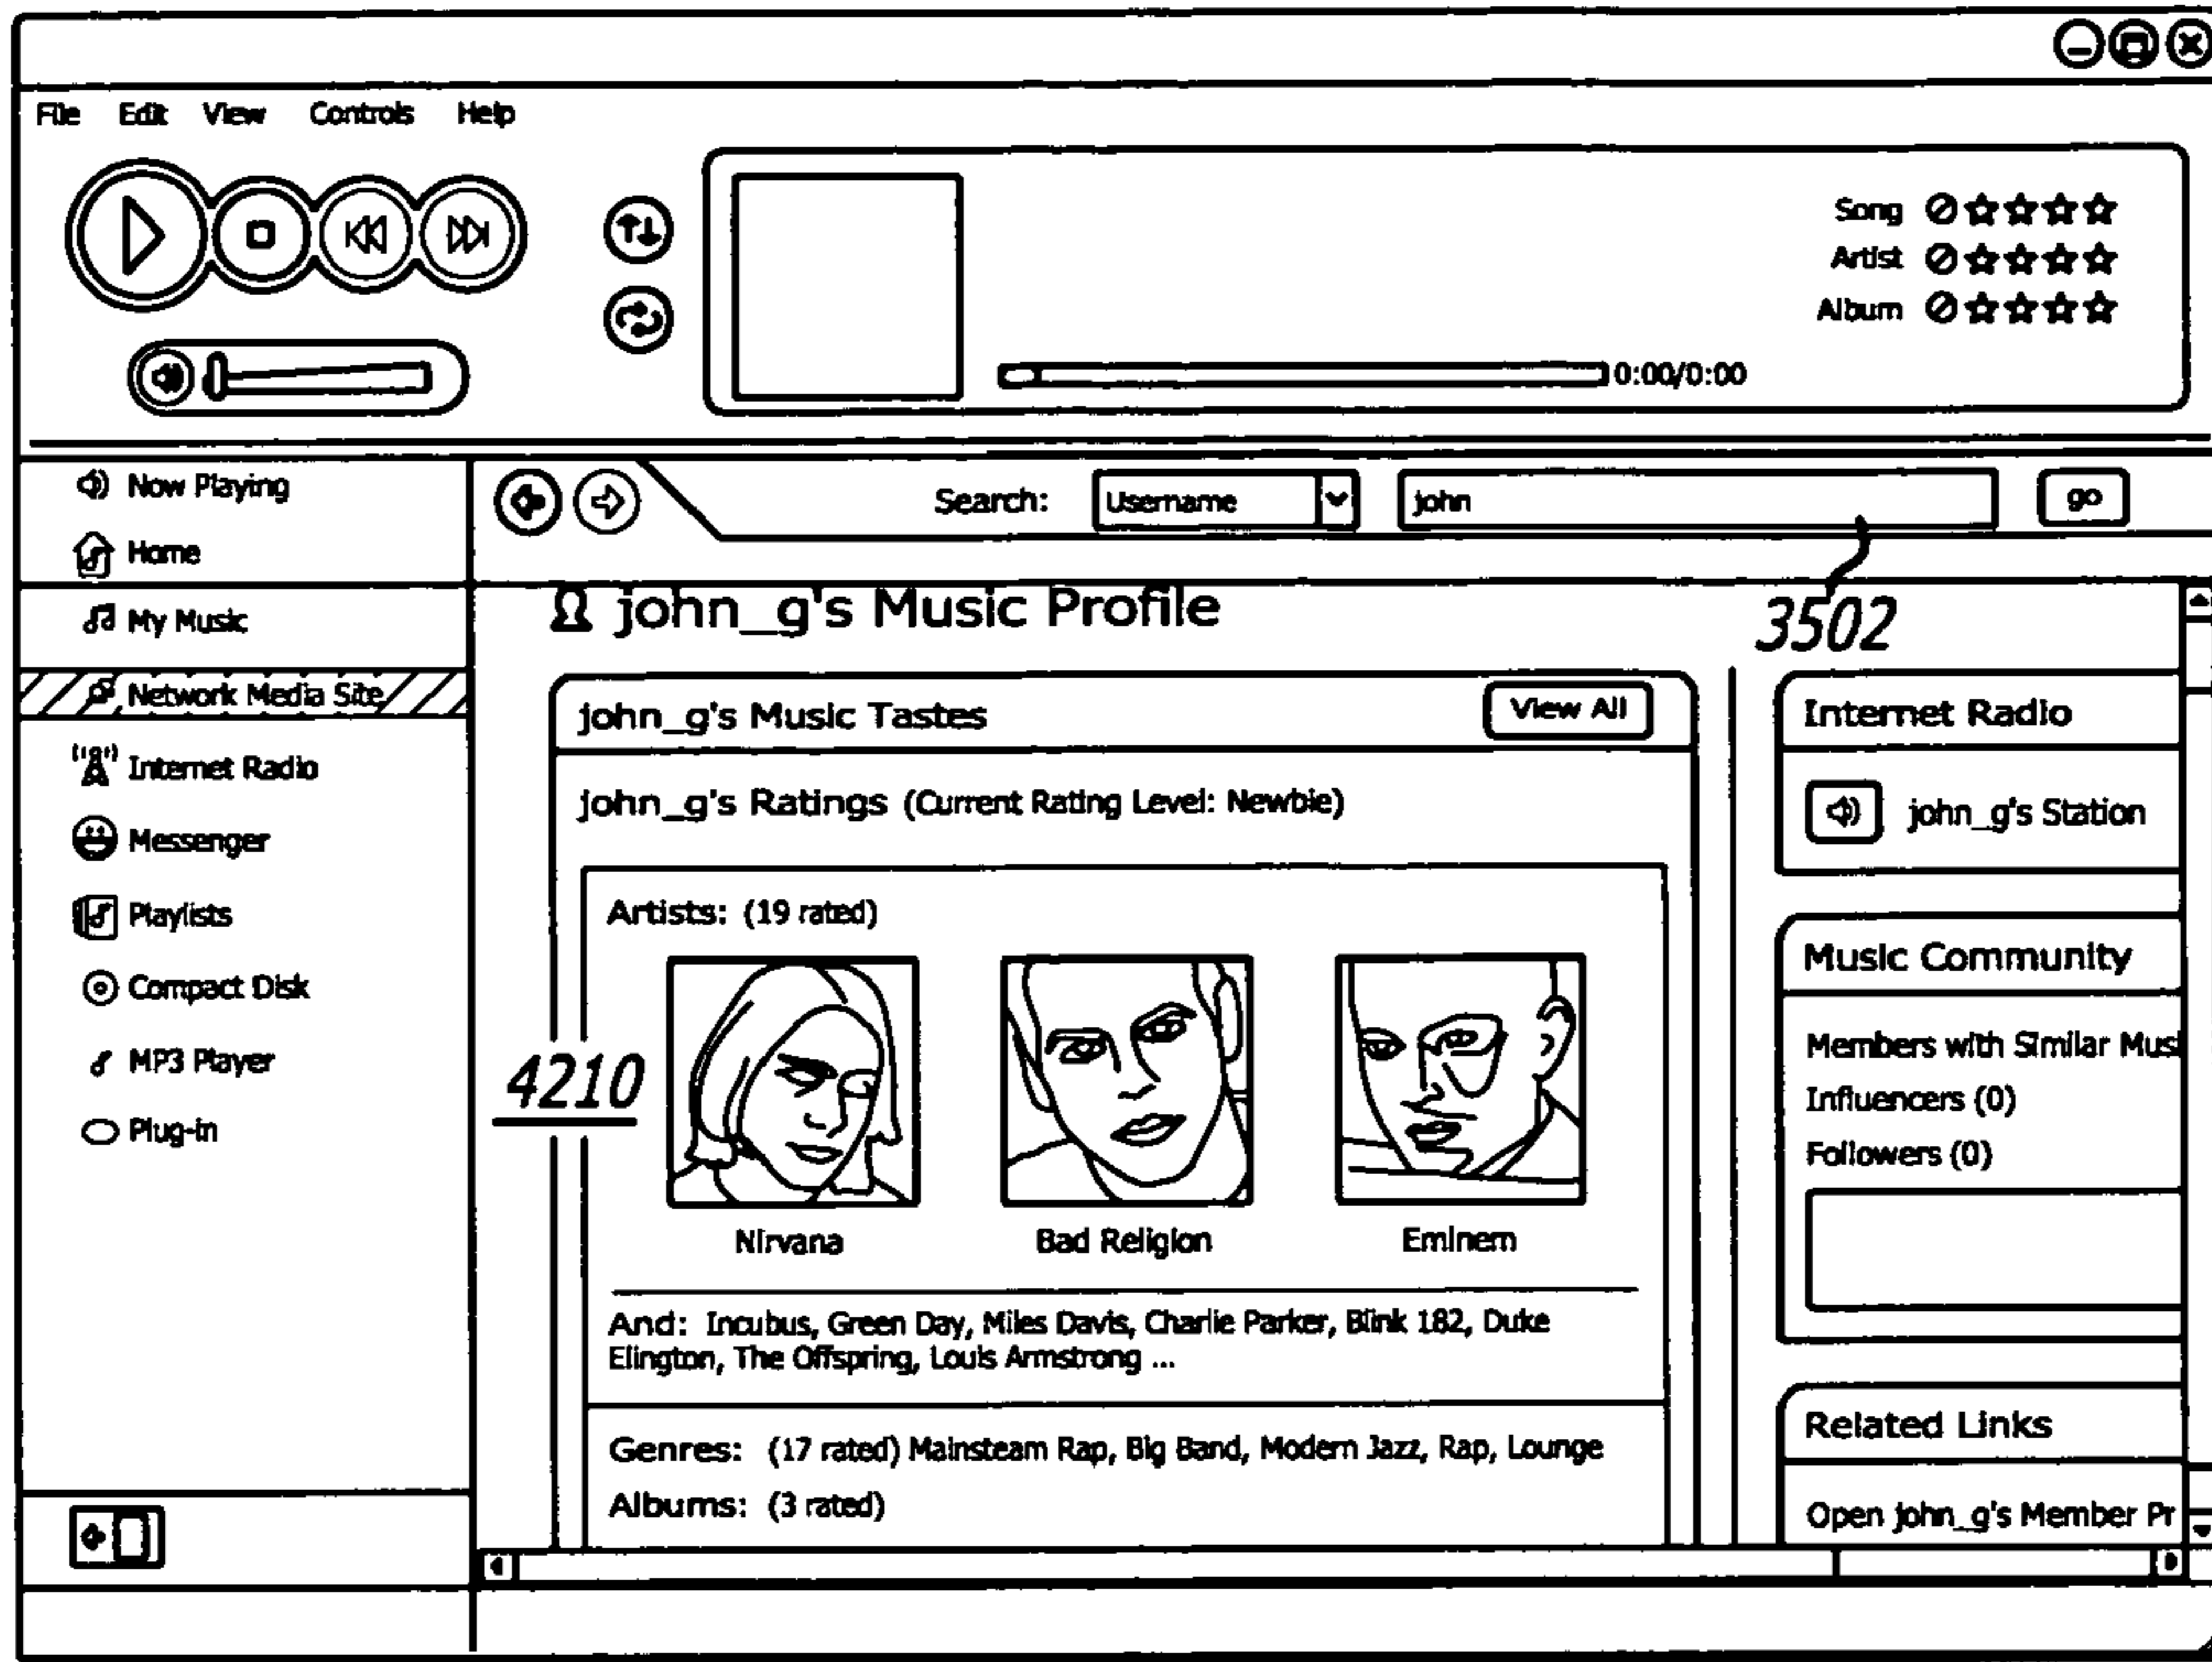 File Edit View Controls Help
Song
Artist
Album
0:00/0:00
Now Playing
Home
My Music
Network Media Site
Internet Radio
Messenger
Playlists
Compact Disk
MP3 Player
Plug-in
Search: Username john go
3502
john_g's Music Profile
john_g's Music Tastes View All
john_g's Ratings (Current Rating Level: Newbie)
Artists: (19 rated)
4210
Nirvana Bad Religion Eminem
And: Incubus, Green Day, Miles Davis, Charlie Parker, Blink 182, Duke
Elington, The Offspring, Louis Armstrong ...
Genres: (17 rated) Mainsteam Rap, Big Band, Modern Jazz, Rap, Lounge
Albums: (3 rated)
Internet Radio
john_g's Station
Music Community
Members with Similar Musi
Influencers (0)
Followers (0)
Related Links
Open john_g's Member Pr